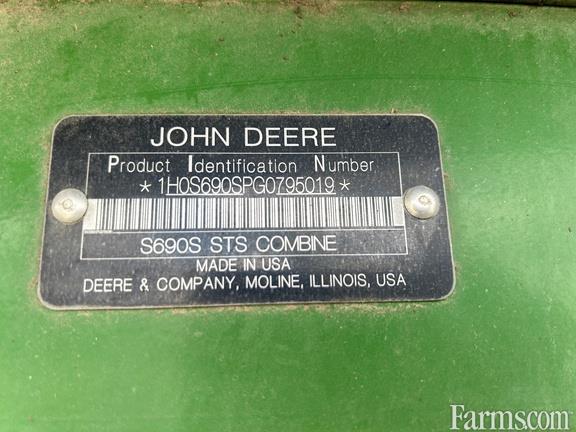 JOHN DEERE
Product Identification Number
*1H0S690SPG0795019*
S690S STS COMBINE
MADE IN USA
DEERE & COMPANY, MOLINE, ILLINOIS, USA
Farms.com